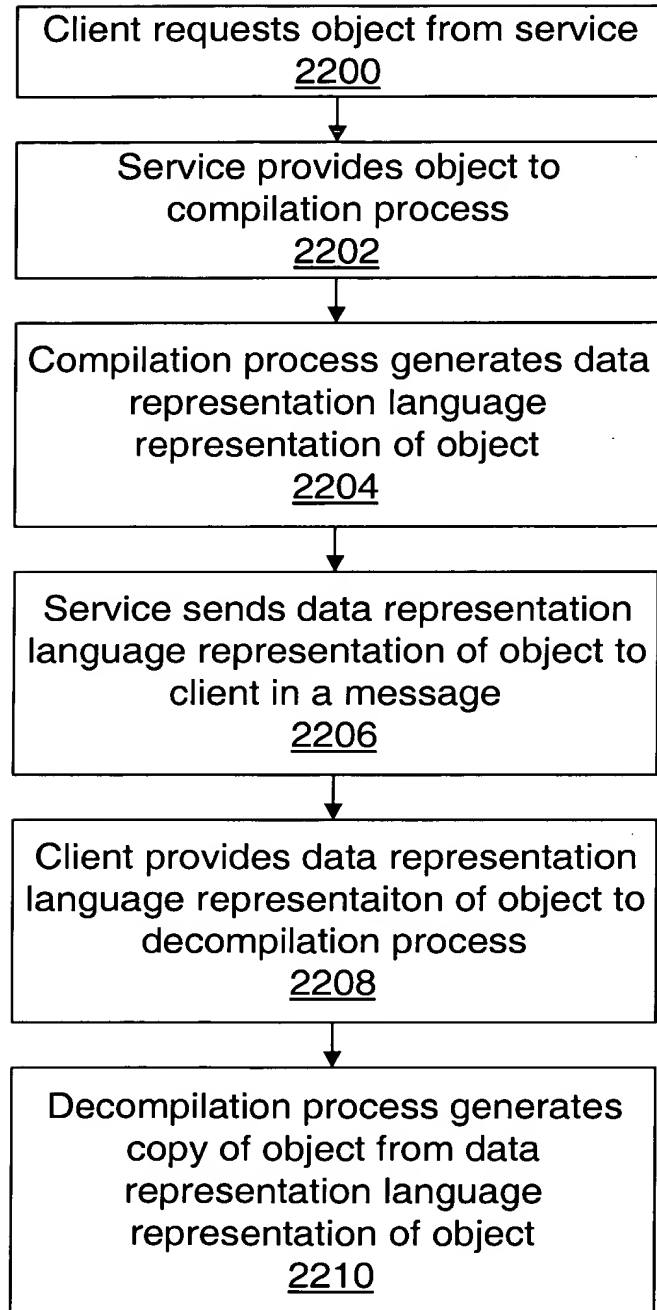 Client requests object from service
2200
Service provides object to
compilation process
2202
Compilation process generates data
representation language
representation of object
2204
Service sends data representation
language representation of object to
client in a message
2206
Client provides data representation
language representaiton of object to
decompilation process
2208
Decompilation process generates
copy of object from data
representation language
representation of object
2210